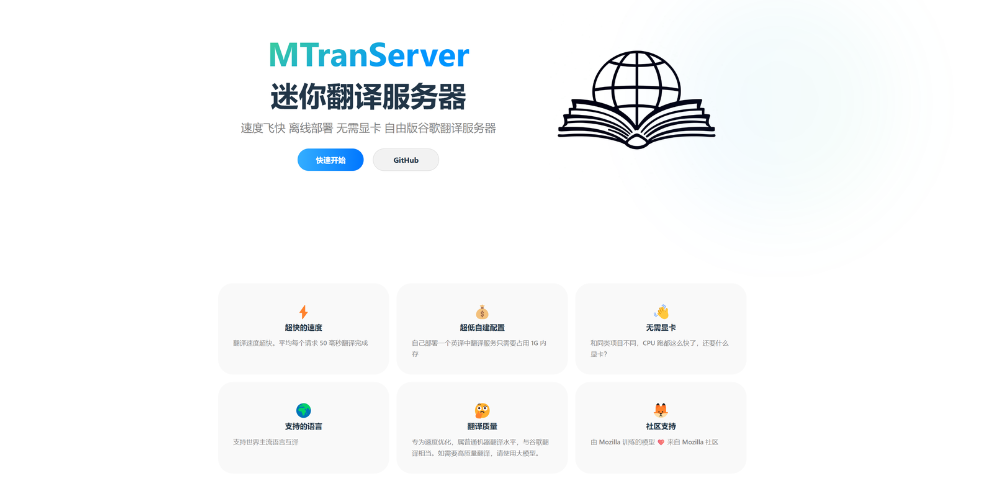 MTranServer
迷你翻译服务器
速度飞快 离线部署 无需显卡 自由版谷歌翻译服务器
快速开始
GitHub
超快的速度
翻译速度超快。平均每个请求 50 毫秒翻译完成
超低自建配置
自己部署一个英译中翻译服务只需要占用 1G 内
存
无需显卡
和同类项目不同，CPU 跑都这么快了，还要什么
显卡？
支持的语言
支持世界主流语言互译
翻译质量
专为速度优化，属普通机器翻译水平，与谷歌翻
译相当。如需要高质量翻译，请使用大模型。
社区支持
由 Mozilla 训练的模型 ❤️ 来自 Mozilla 社区